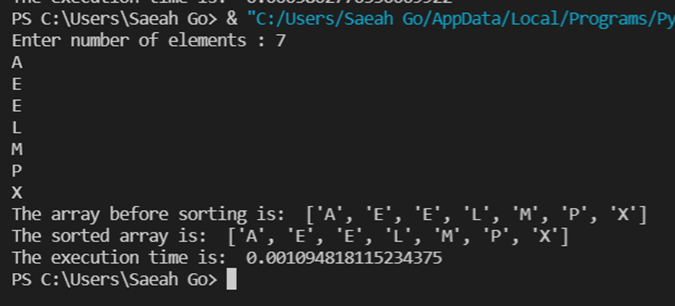 PS C:\Users\Saeah Go> & "C:/Users/Saeah Go/AppData/Local/Programs/Py
Enter number of elements : 7
A
E
E
L
M
P
X
The array before sorting is:  ['A', 'E', 'E', 'L', 'M', 'P', 'X']
The sorted array is:  ['A', 'E', 'E', 'L', 'M', 'P', 'X']
The execution time is:  0.001094818115234375
PS C:\Users\Saeah Go>